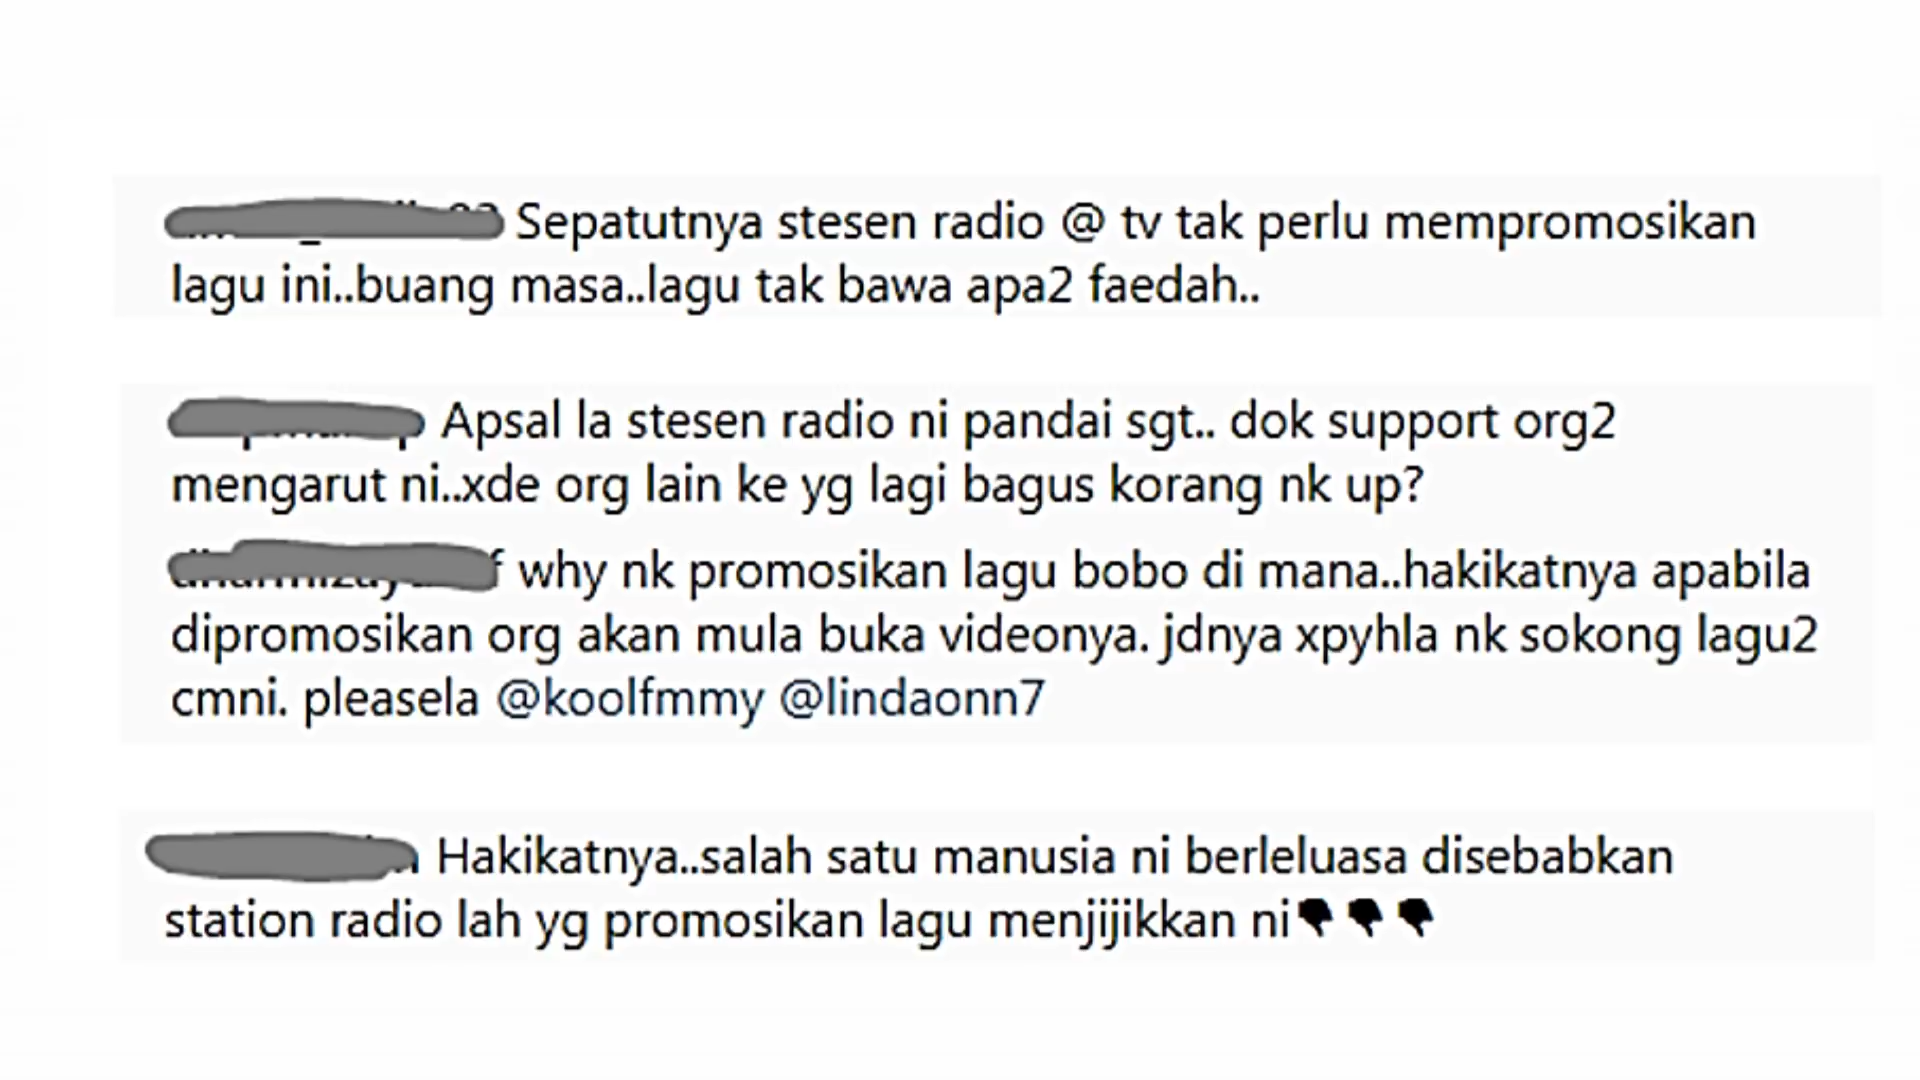 Sepatutnya stesen radio @ tv tak perlu mempromosikan
lagu ini..buang masa..lagu tak bawa apa2 faedah..
Apsal la stesen radio ni pandai sgt.. dok support org2
mengarut ni..xde org lain ke yg lagi bagus korang nk up?
why nk promosikan lagu bobo di mana..hakikatnya apabila
dipromosikan org akan mula buka videonya. jdnya xpyhla nk sokong lagu2
cmni. pleasela @koolfmmy @lindaonn7
Hakikatnya..salah satu manusia ni berleluasa disebabkan
station radio lah yg promosikan lagu menjijikkan ni👎👎👎